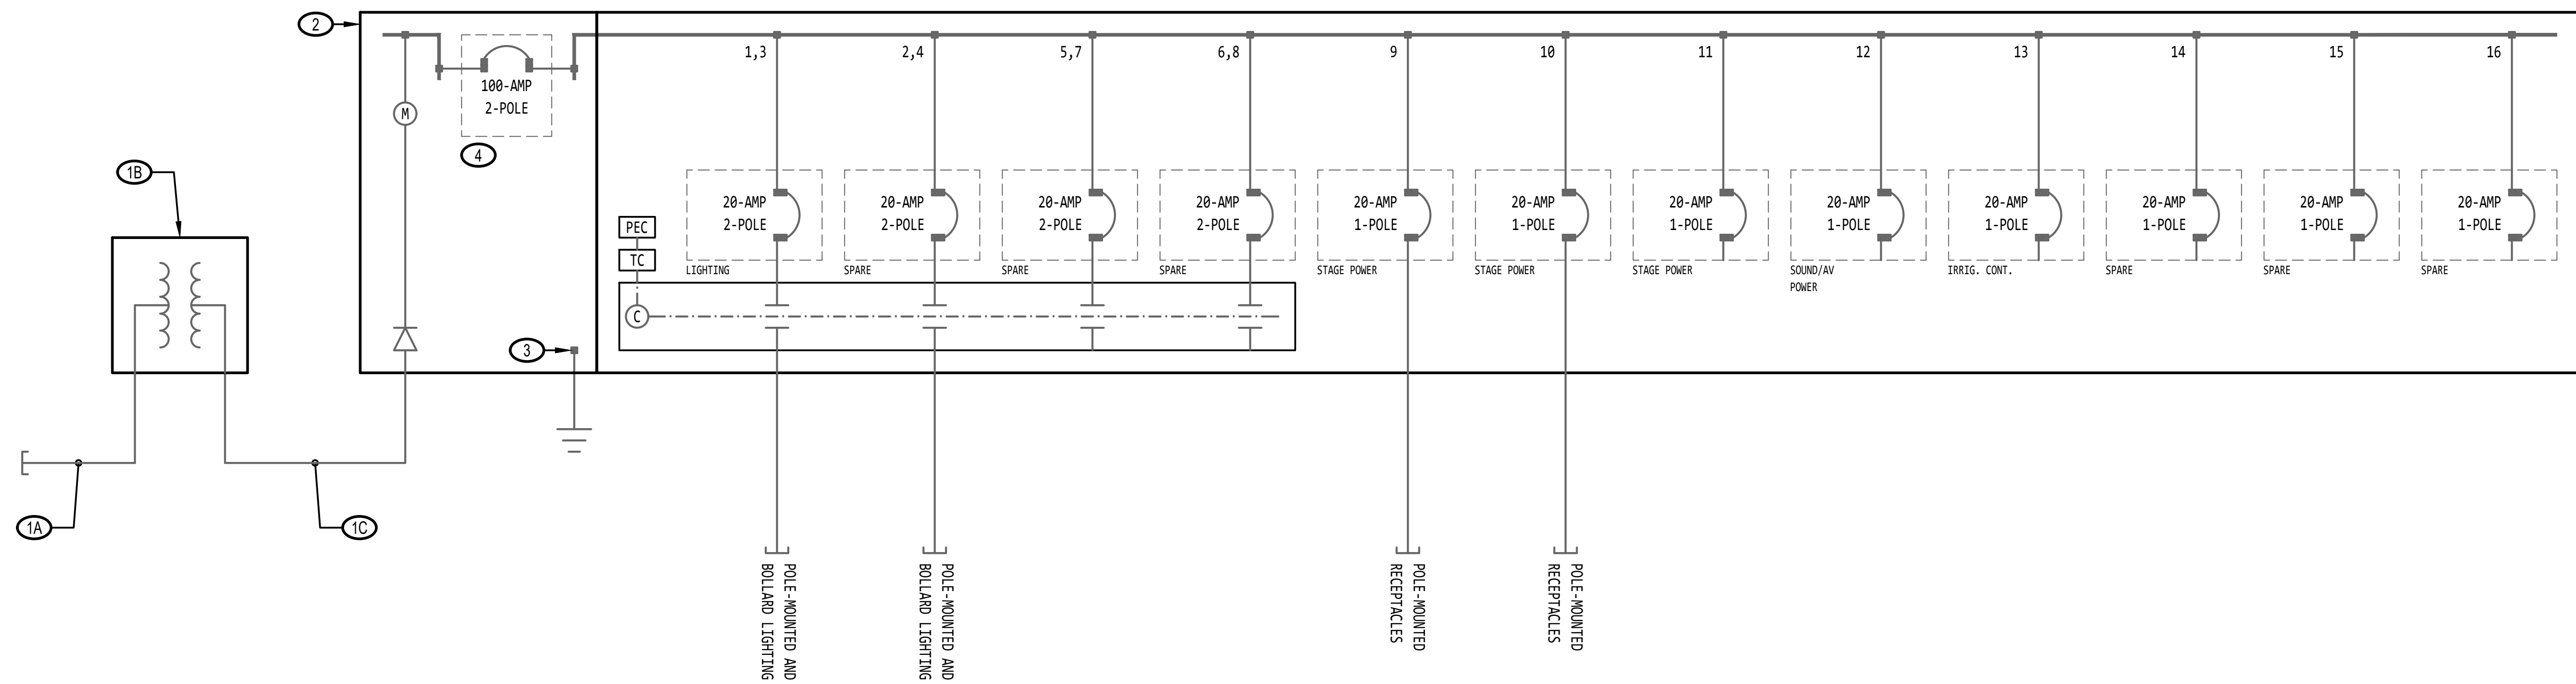 2
1,3
2,4
5,7
6,8
9
10
11
12
13
14
15
16
100-AMP
2-POLE
M
4
1B
20-AMP
2-POLE
20-AMP
2-POLE
20-AMP
2-POLE
20-AMP
2-POLE
20-AMP
1-POLE
20-AMP
1-POLE
20-AMP
1-POLE
20-AMP
1-POLE
20-AMP
1-POLE
20-AMP
1-POLE
20-AMP
1-POLE
20-AMP
1-POLE
PEC
TC
LIGHTING
SPARE
SPARE
SPARE
STAGE POWER
STAGE POWER
STAGE POWER
SOUND/AV
POWER
IRRIG. CONT.
SPARE
SPARE
SPARE
C
3
1A
1C
POLE-MOUNTED AND
BOLLARD LIGHTING
POLE-MOUNTED AND
BOLLARD LIGHTING
POLE-MOUNTED
RECEPTACLES
POLE-MOUNTED
RECEPTACLES